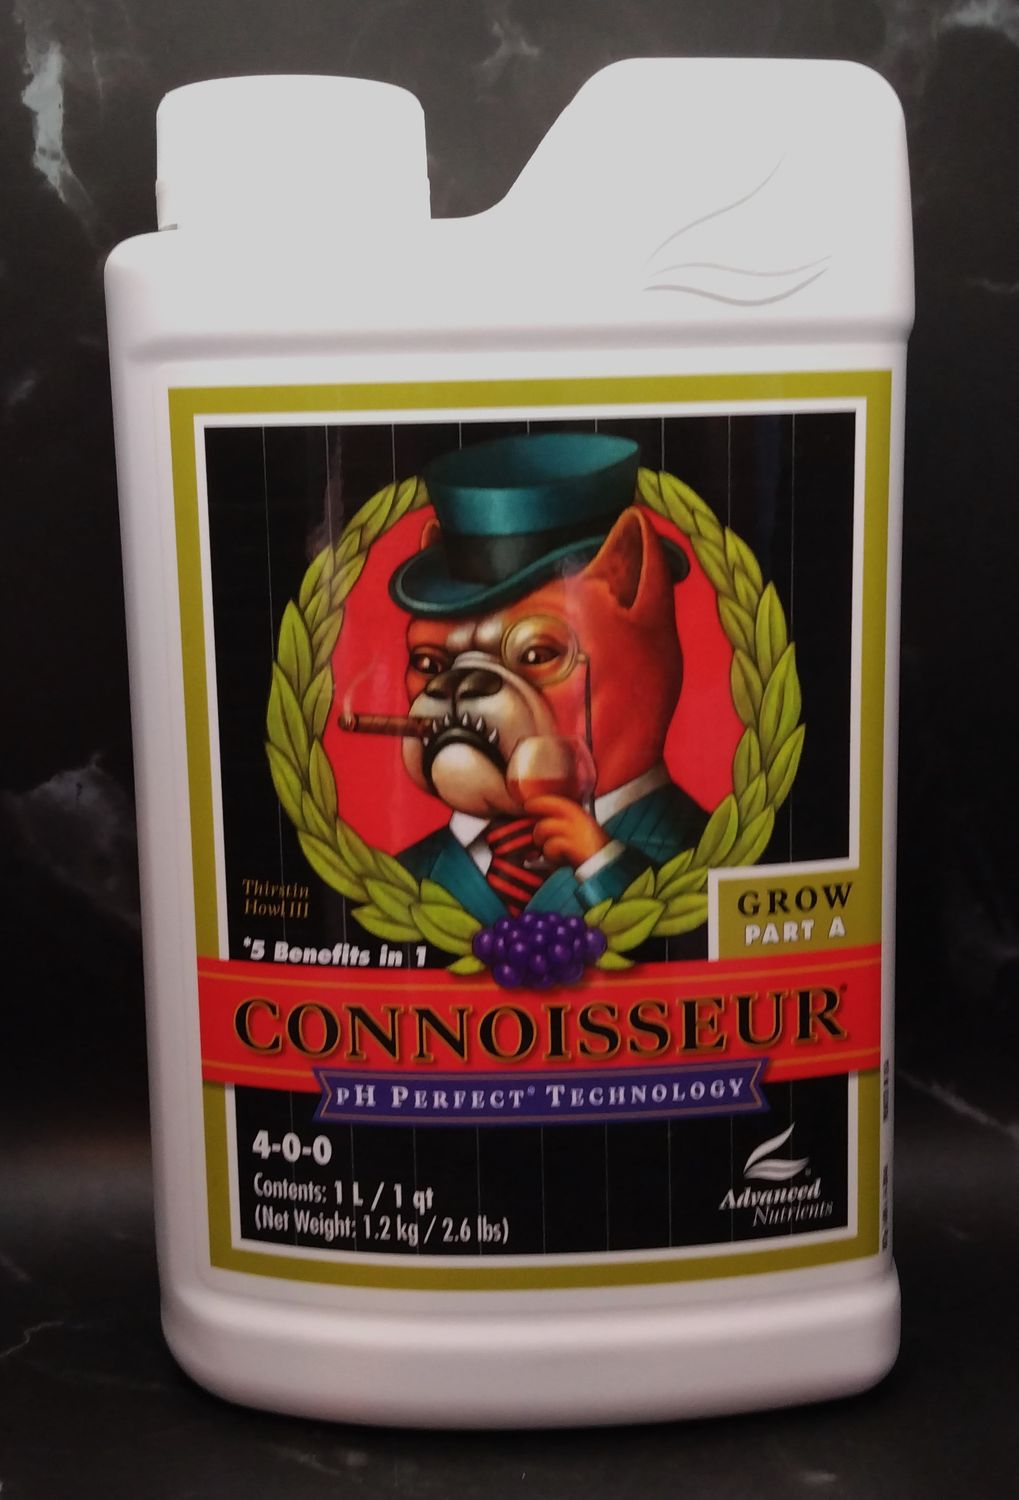 Thirstin
Howl III
*5 Benefits in 1
GROW
PART A
CONNOISSEUR®
pH PERFECT® TECHNOLOGY
4-0-0
Contents: 1 L / 1 qt
(Net Weight: 1.2 kg / 2.6 lbs)
Advanced
Nutrients